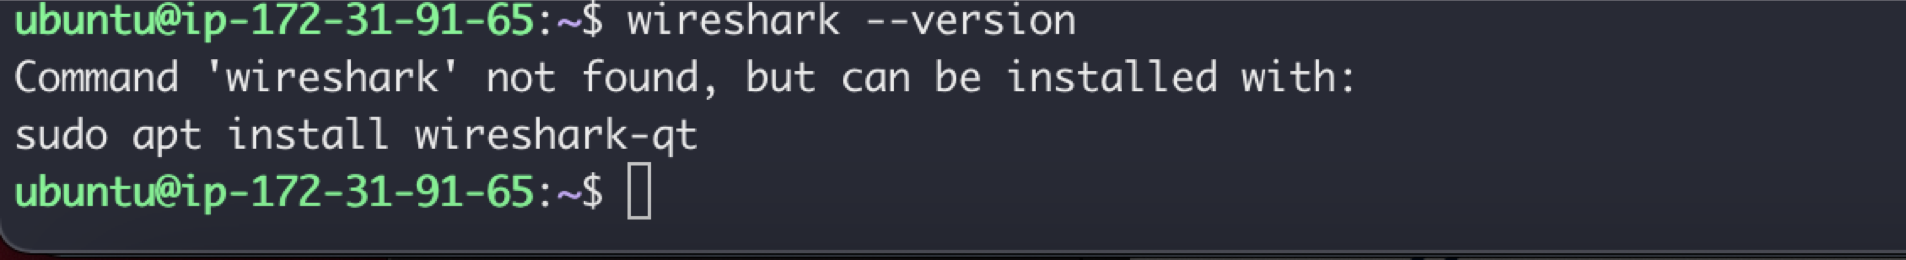 ubuntu@ip-172-31-91-65:~$ wireshark --version
Command 'wireshark' not found, but can be installed with:
sudo apt install wireshark-qt
ubuntu@ip-172-31-91-65:~$